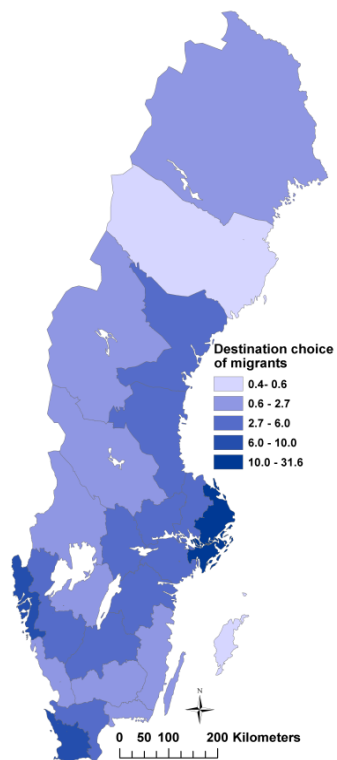 Destination choice
of migrants
0.4- 0.6
0.6 - 2.7
2.7 - 6.0
6.0 - 10.0
10.0 - 31.6
N
0 50 100 200 Kilometers